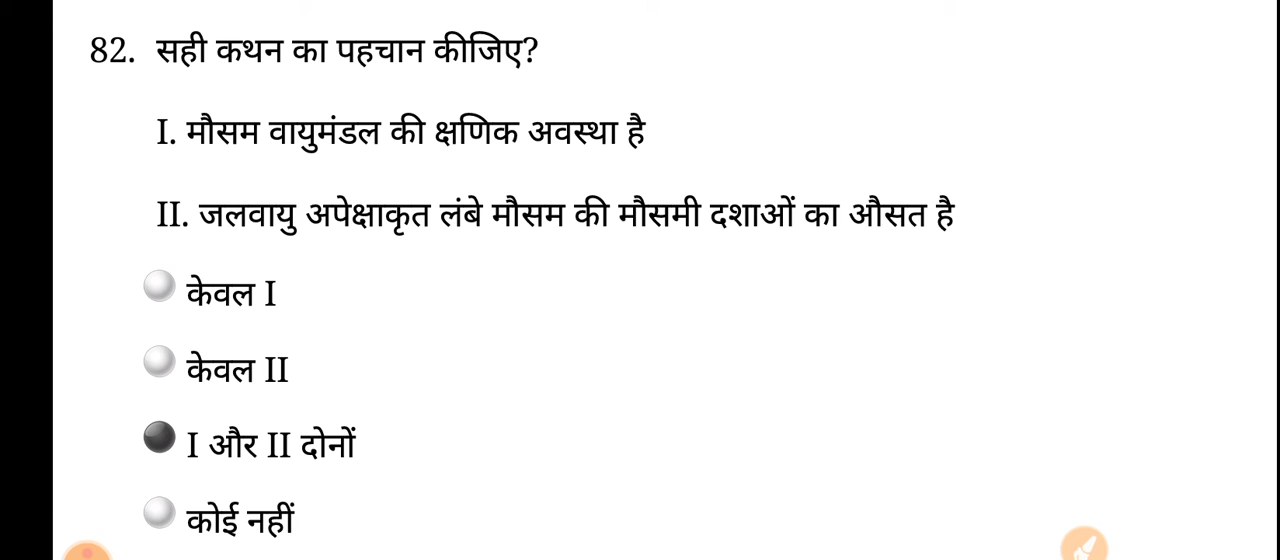 82. सही कथन का पहचान कीजिए?
I. मौसम वायुमंडल की क्षणिक अवस्था है
II. जलवायु अपेक्षाकृत लंबे मौसम की मौसमी दशाओं का औसत है
केवल I
केवल II
I और II दोनों
कोई नहीं